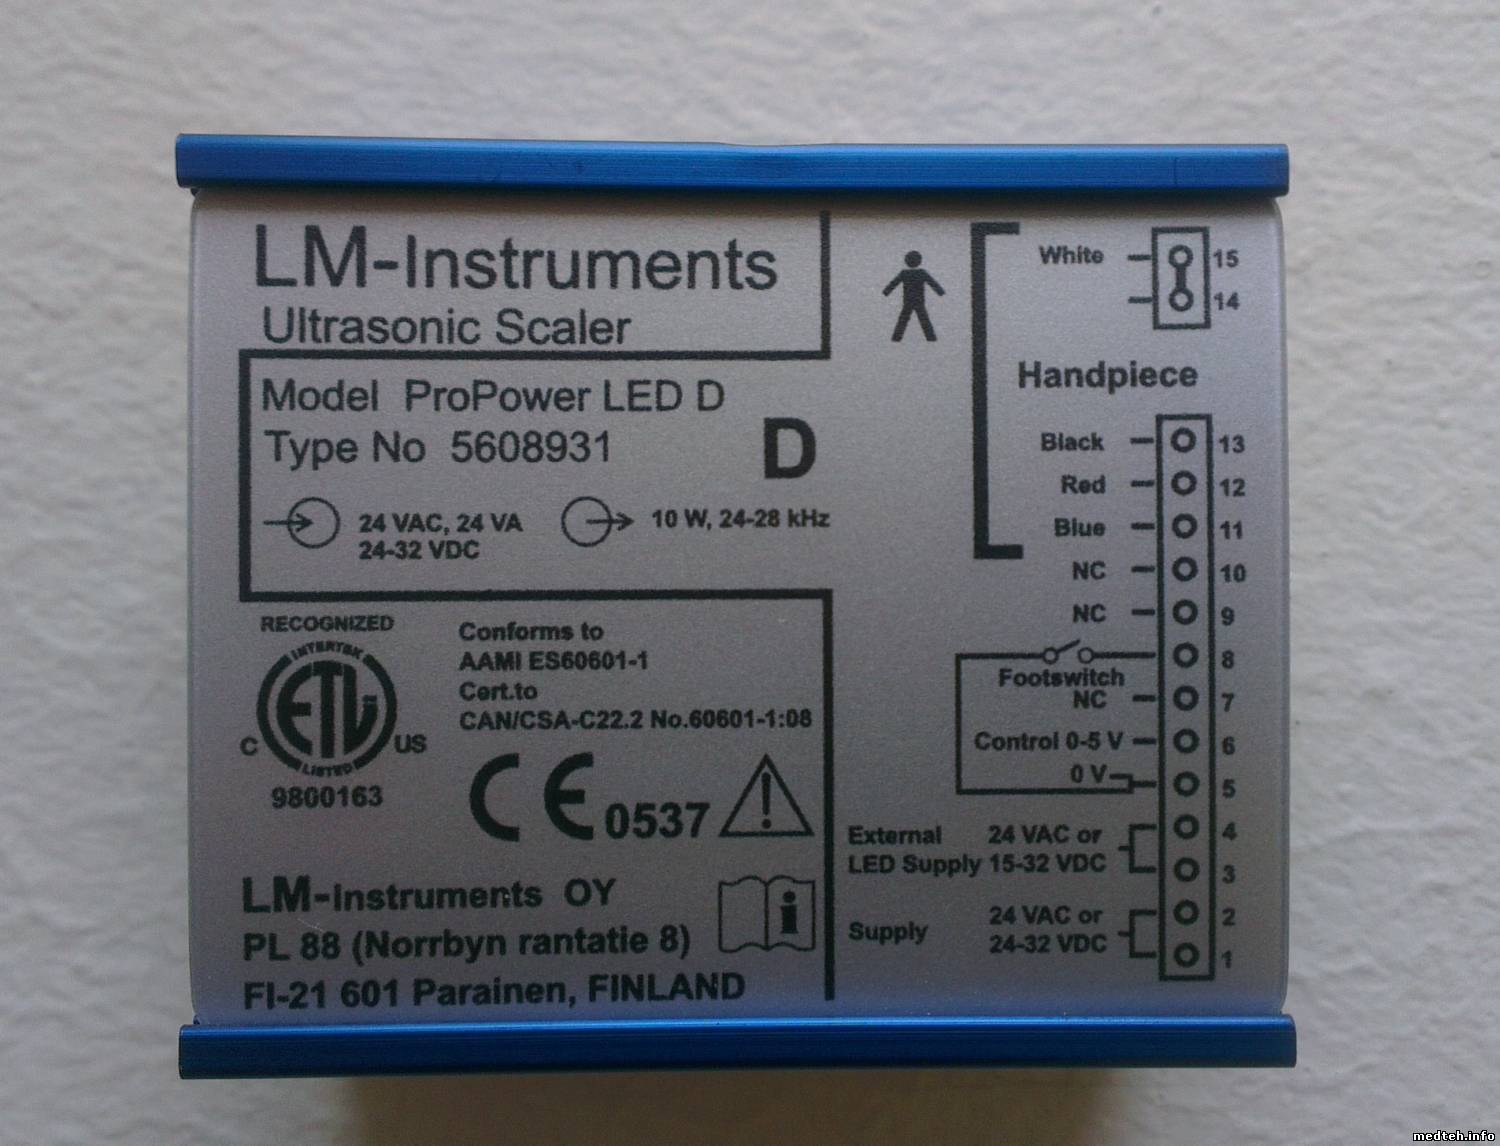 LM-Instruments
Ultrasonic Scaler
Model ProPower LED D
Type No 5608931
D
24 VAC, 24 VA
24-32 VDC
10 W, 24-28 kHz
RECOGNIZED
INTERTEK
ETL
LISTED
C US
9800163
Conforms to
AAMI ES60601-1
Cert.to
CAN/CSA-C22.2 No.60601-1:08
CE 0537
LM-Instruments OY
PL 88 (Norrbyn rantatie 8)
FI-21 601 Parainen, FINLAND
White 15
14
Handpiece
Black 13
Red 12
Blue 11
NC 10
NC 9
8
Footswitch
NC 7
Control 0-5 V 6
0 V 5
External 24 VAC or 4
LED Supply 15-32 VDC 3
Supply 24 VAC or 2
24-32 VDC 1
medteh.info